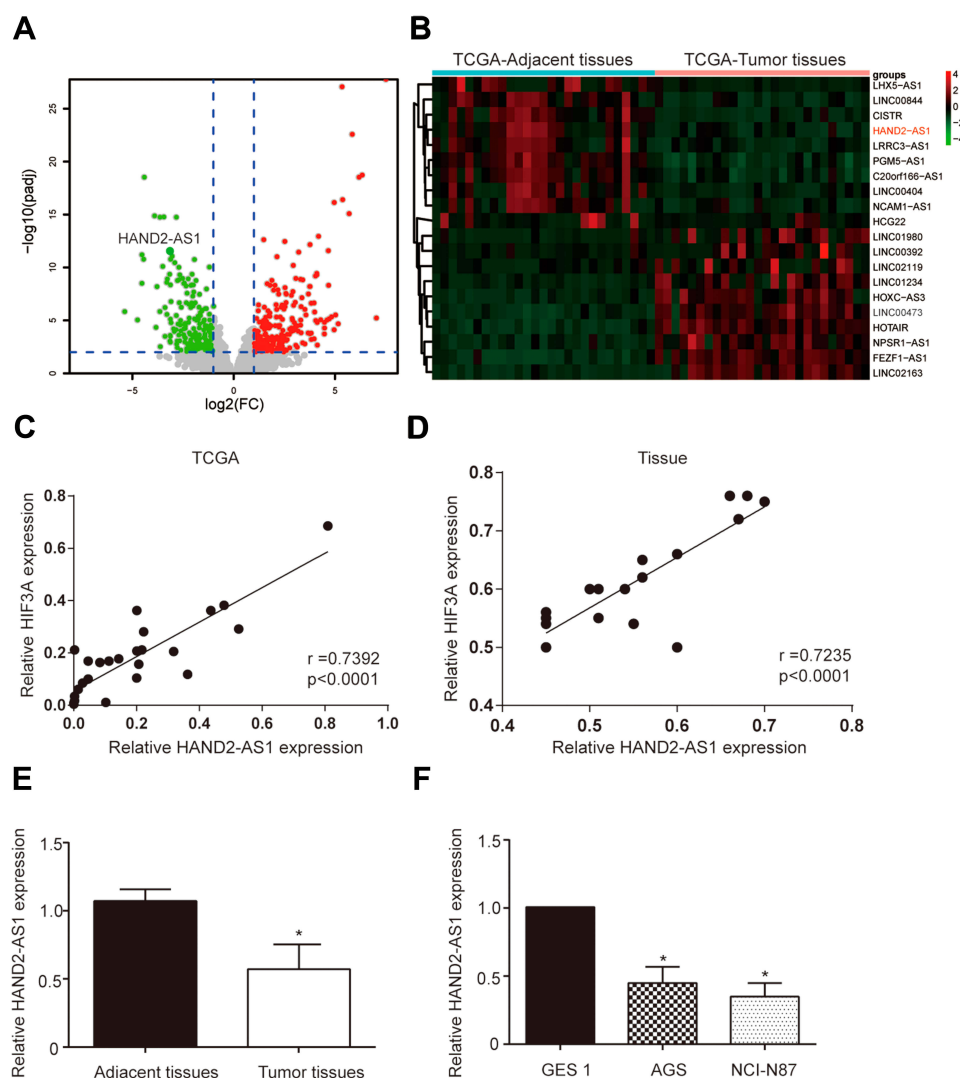 A
HAND2-AS1
25
20
15
10
5
0
-5
0
5
-log10(padj)
log2(FC)
B
TCGA-Adjacent tissues
TCGA-Tumor tissues
groups
LHX5-AS1
LINC00844
CISTR
HAND2-AS1
LRRC3-AS1
PGM5-AS1
C20orf166-AS1
LINC00404
NCAM1-AS1
HCG22
LINC01980
LINC00392
LINC02119
LINC01234
HOXC-AS3
LINC00473
HOTAIR
NPSR1-AS1
FEZF1-AS1
LINC02163
4
2
0
-2
C
TCGA
0.8
0.6
0.4
0.2
0.0
0.0
0.2
0.4
0.6
0.8
1.0
r =0.7392
p<0.0001
Relative HIF3A expression
Relative HAND2-AS1 expression
D
Tissue
0.8
0.7
0.6
0.5
0.4
0.4
0.5
0.6
0.7
0.8
r =0.7235
p<0.0001
Relative HIF3A expression
Relative HAND2-AS1 expression
E
1.5
1.0
0.5
0
*
Relative HAND2-AS1 expression
Adjacent tissues
Tumor tissues
F
1.5
1.0
0.5
0
*
*
Relative HAND2-AS1 expression
GES 1
AGS
NCI-N87